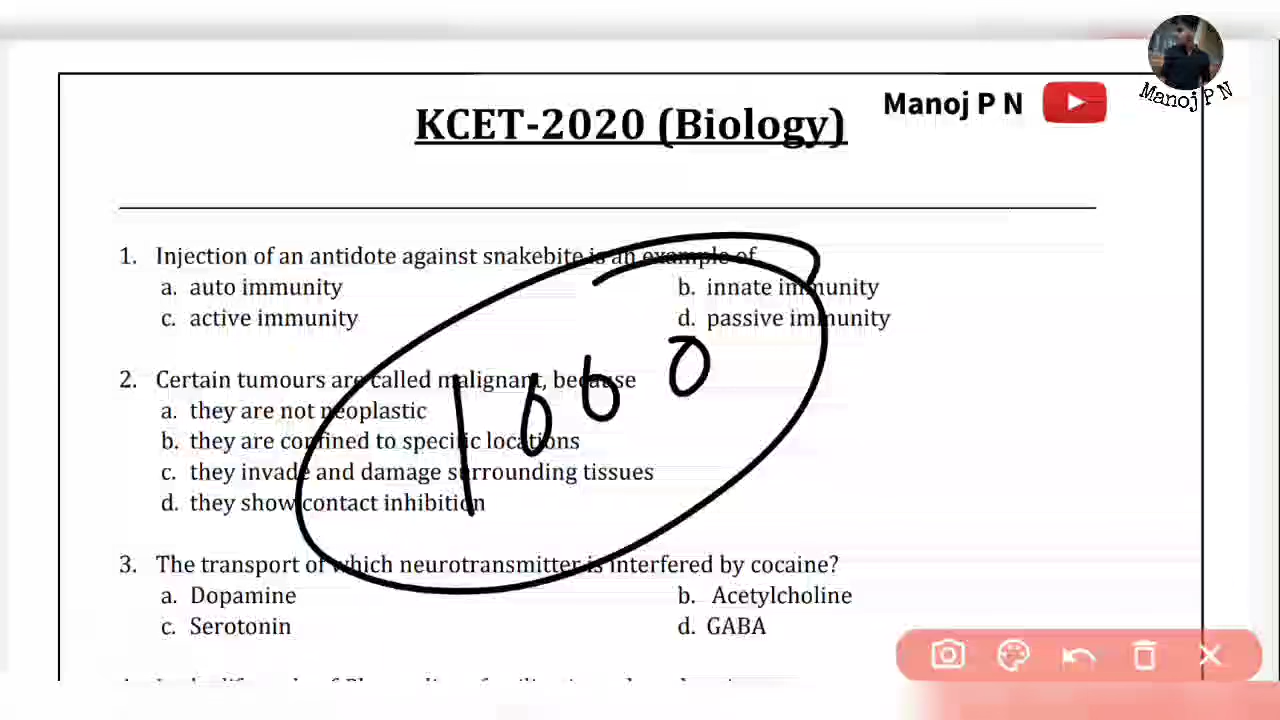 Manoj P N
Manoj P N
KCET-2020 (Biology)
1. Injection of an antidote against snakebite is an example of
a. auto immunity
b. innate immunity
c. active immunity
d. passive immunity
1000
2. Certain tumours are called malignant, because
a. they are not neoplastic
b. they are confined to specific locations
c. they invade and damage surrounding tissues
d. they show contact inhibition
3. The transport of which neurotransmitter is interfered by cocaine?
a. Dopamine
b. Acetylcholine
c. Serotonin
d. GABA